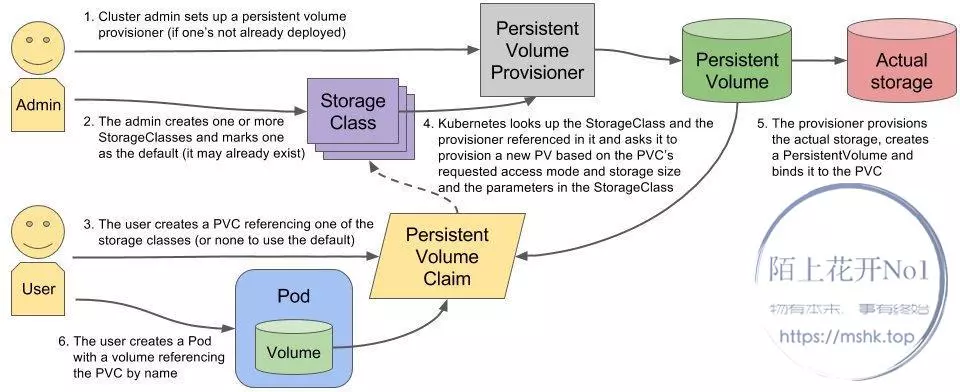 1. Cluster admin sets up a persistent volume
provisioner (if one's not already deployed)
Persistent
Volume
Provisioner
Persistent
Volume
Actual
storage
Admin
Storage
Class
2. The admin creates one or more
StorageClasses and marks one
as the default (it may already exist)
4. Kubernetes looks up the StorageClass and the
provisioner referenced in it and asks it to
provision a new PV based on the PVC's
requested access mode and storage size
and the parameters in the StorageClass
5. The provisioner provisions
the actual storage, creates
a PersistentVolume and
binds it to the PVC
3. The user creates a PVC referencing one of the
storage classes (or none to use the default)
Persistent
Volume
Claim
User
Pod
Volume
6. The user creates a Pod
with a volume referencing
the PVC by name
陌上花开No1
物有本末，事有终始
https://mshk.top